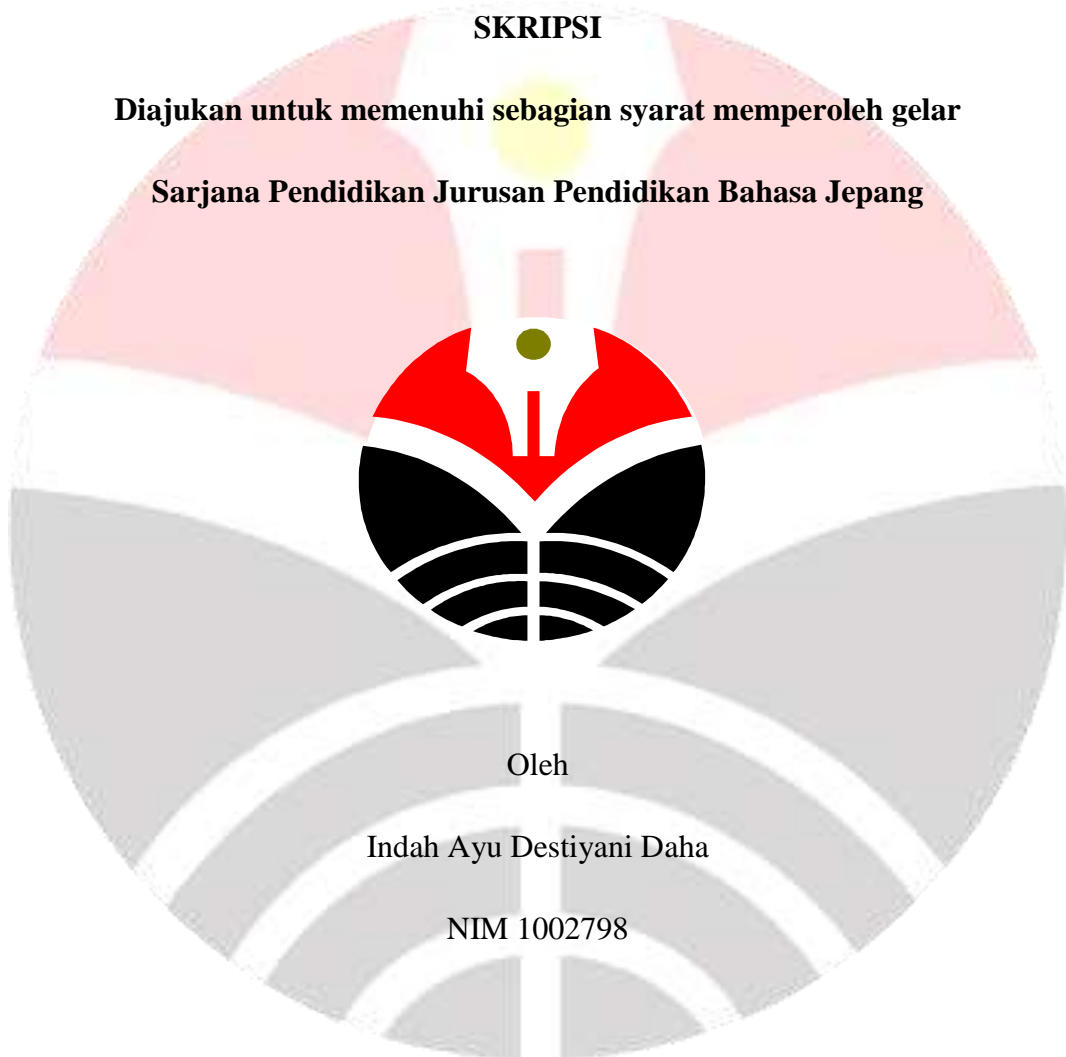 SKRIPSI
Diajukan untuk memenuhi sebagian syarat memperoleh gelar
Sarjana Pendidikan Jurusan Pendidikan Bahasa Jepang
Oleh
Indah Ayu Destiyani Daha
NIM 1002798